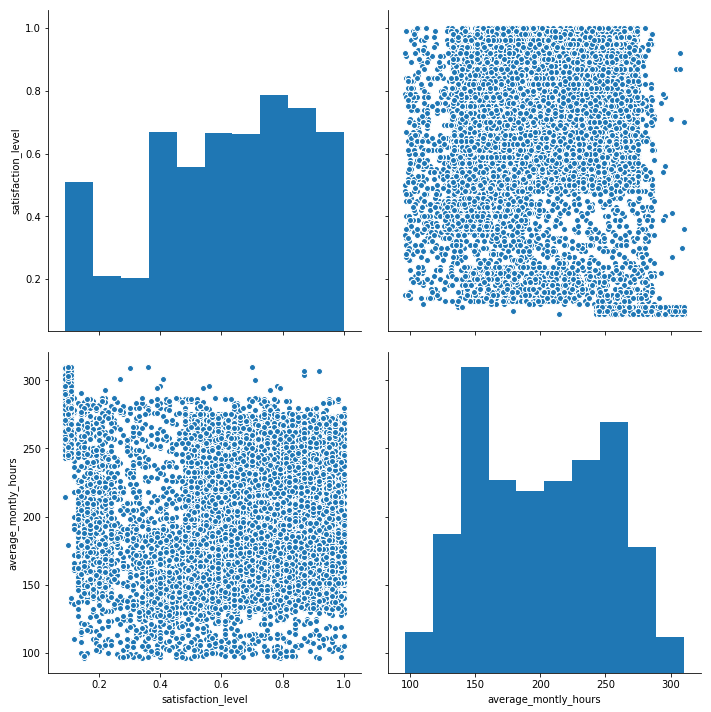 1.0
0.8
0.6
0.4
0.2
satisfaction_level
300
250
200
150
100
average_montly_hours
0.2 0.4 0.6 0.8 1.0
satisfaction_level
100 150 200 250 300
average_montly_hours